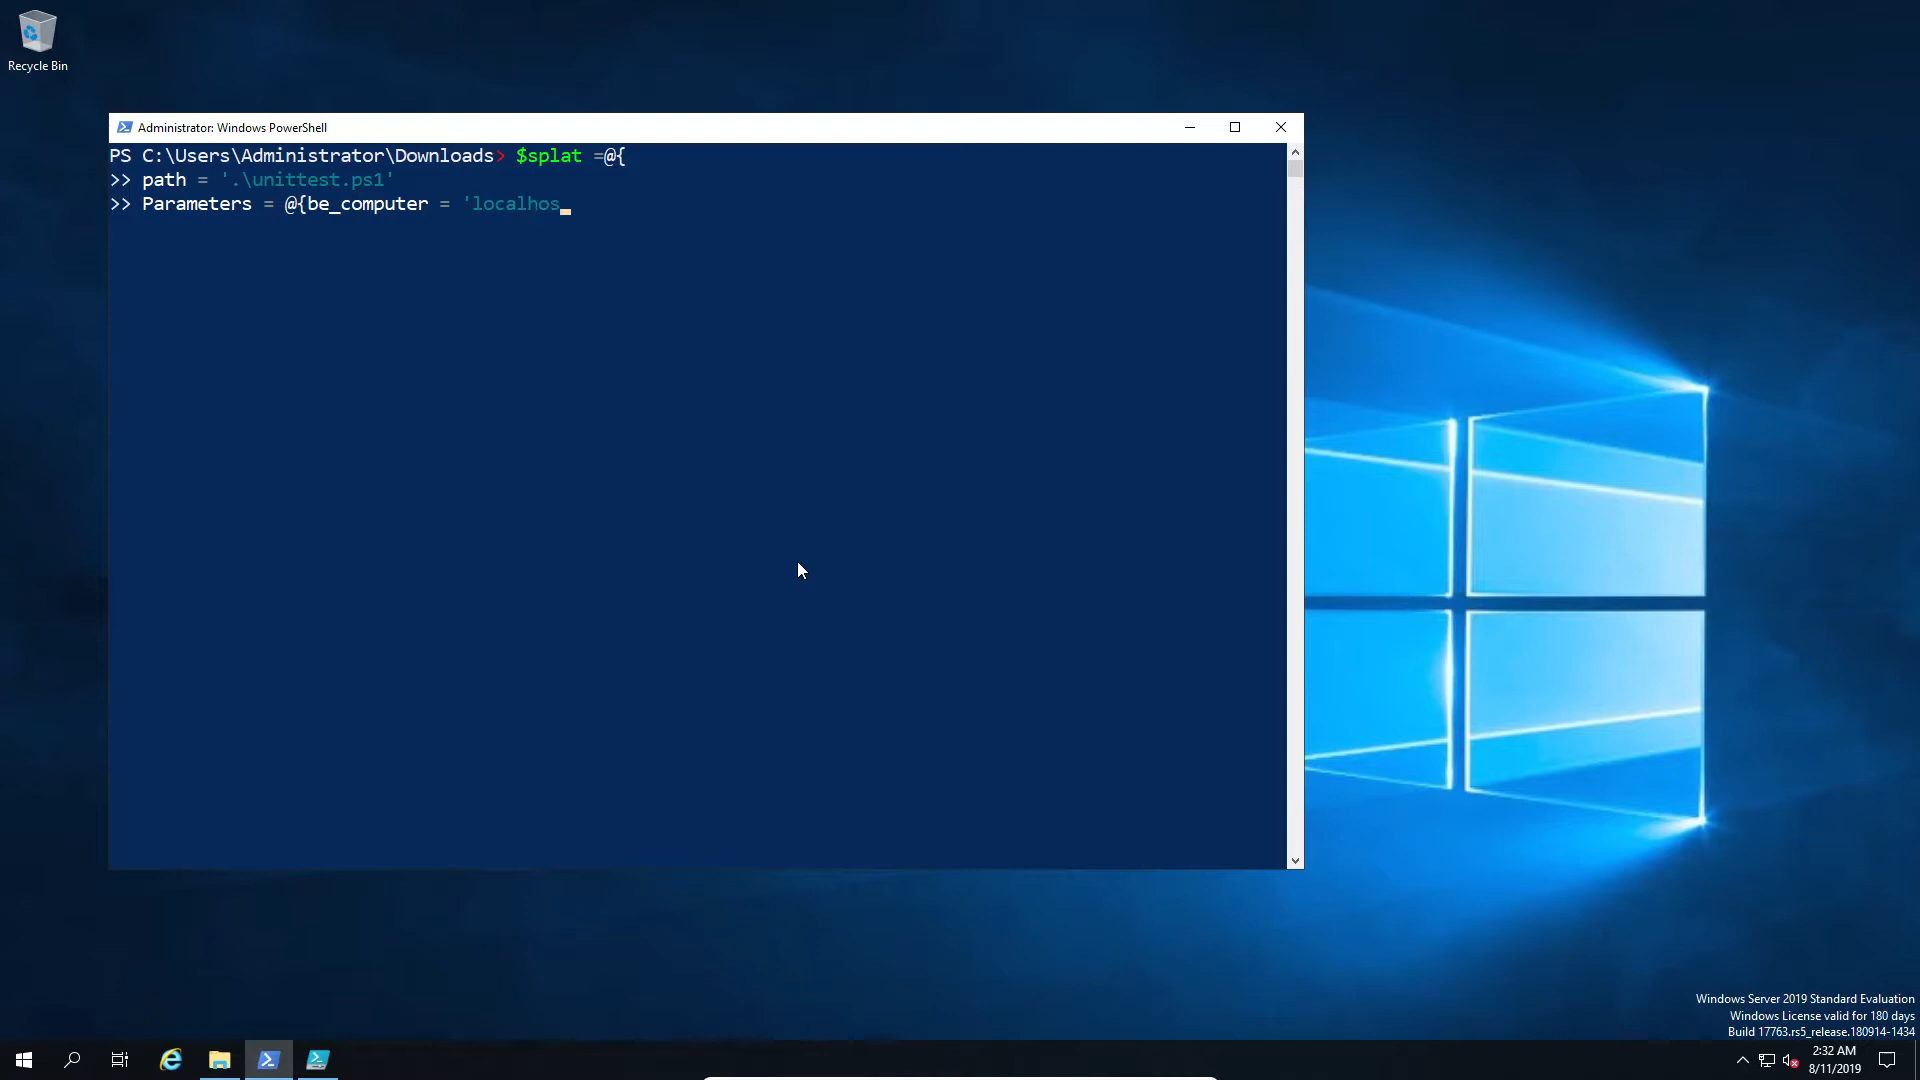 Recycle Bin
Administrator: Windows PowerShell
PS C:\Users\Administrator\Downloads> $splat =@{
>> path = '.\unittest.ps1'
>> Parameters = @{be_computer = 'localhos_
Windows Server 2019 Standard Evaluation
Windows License valid for 180 days
Build 17763.rs5_release.180914-1434
2:32 AM
8/11/2019